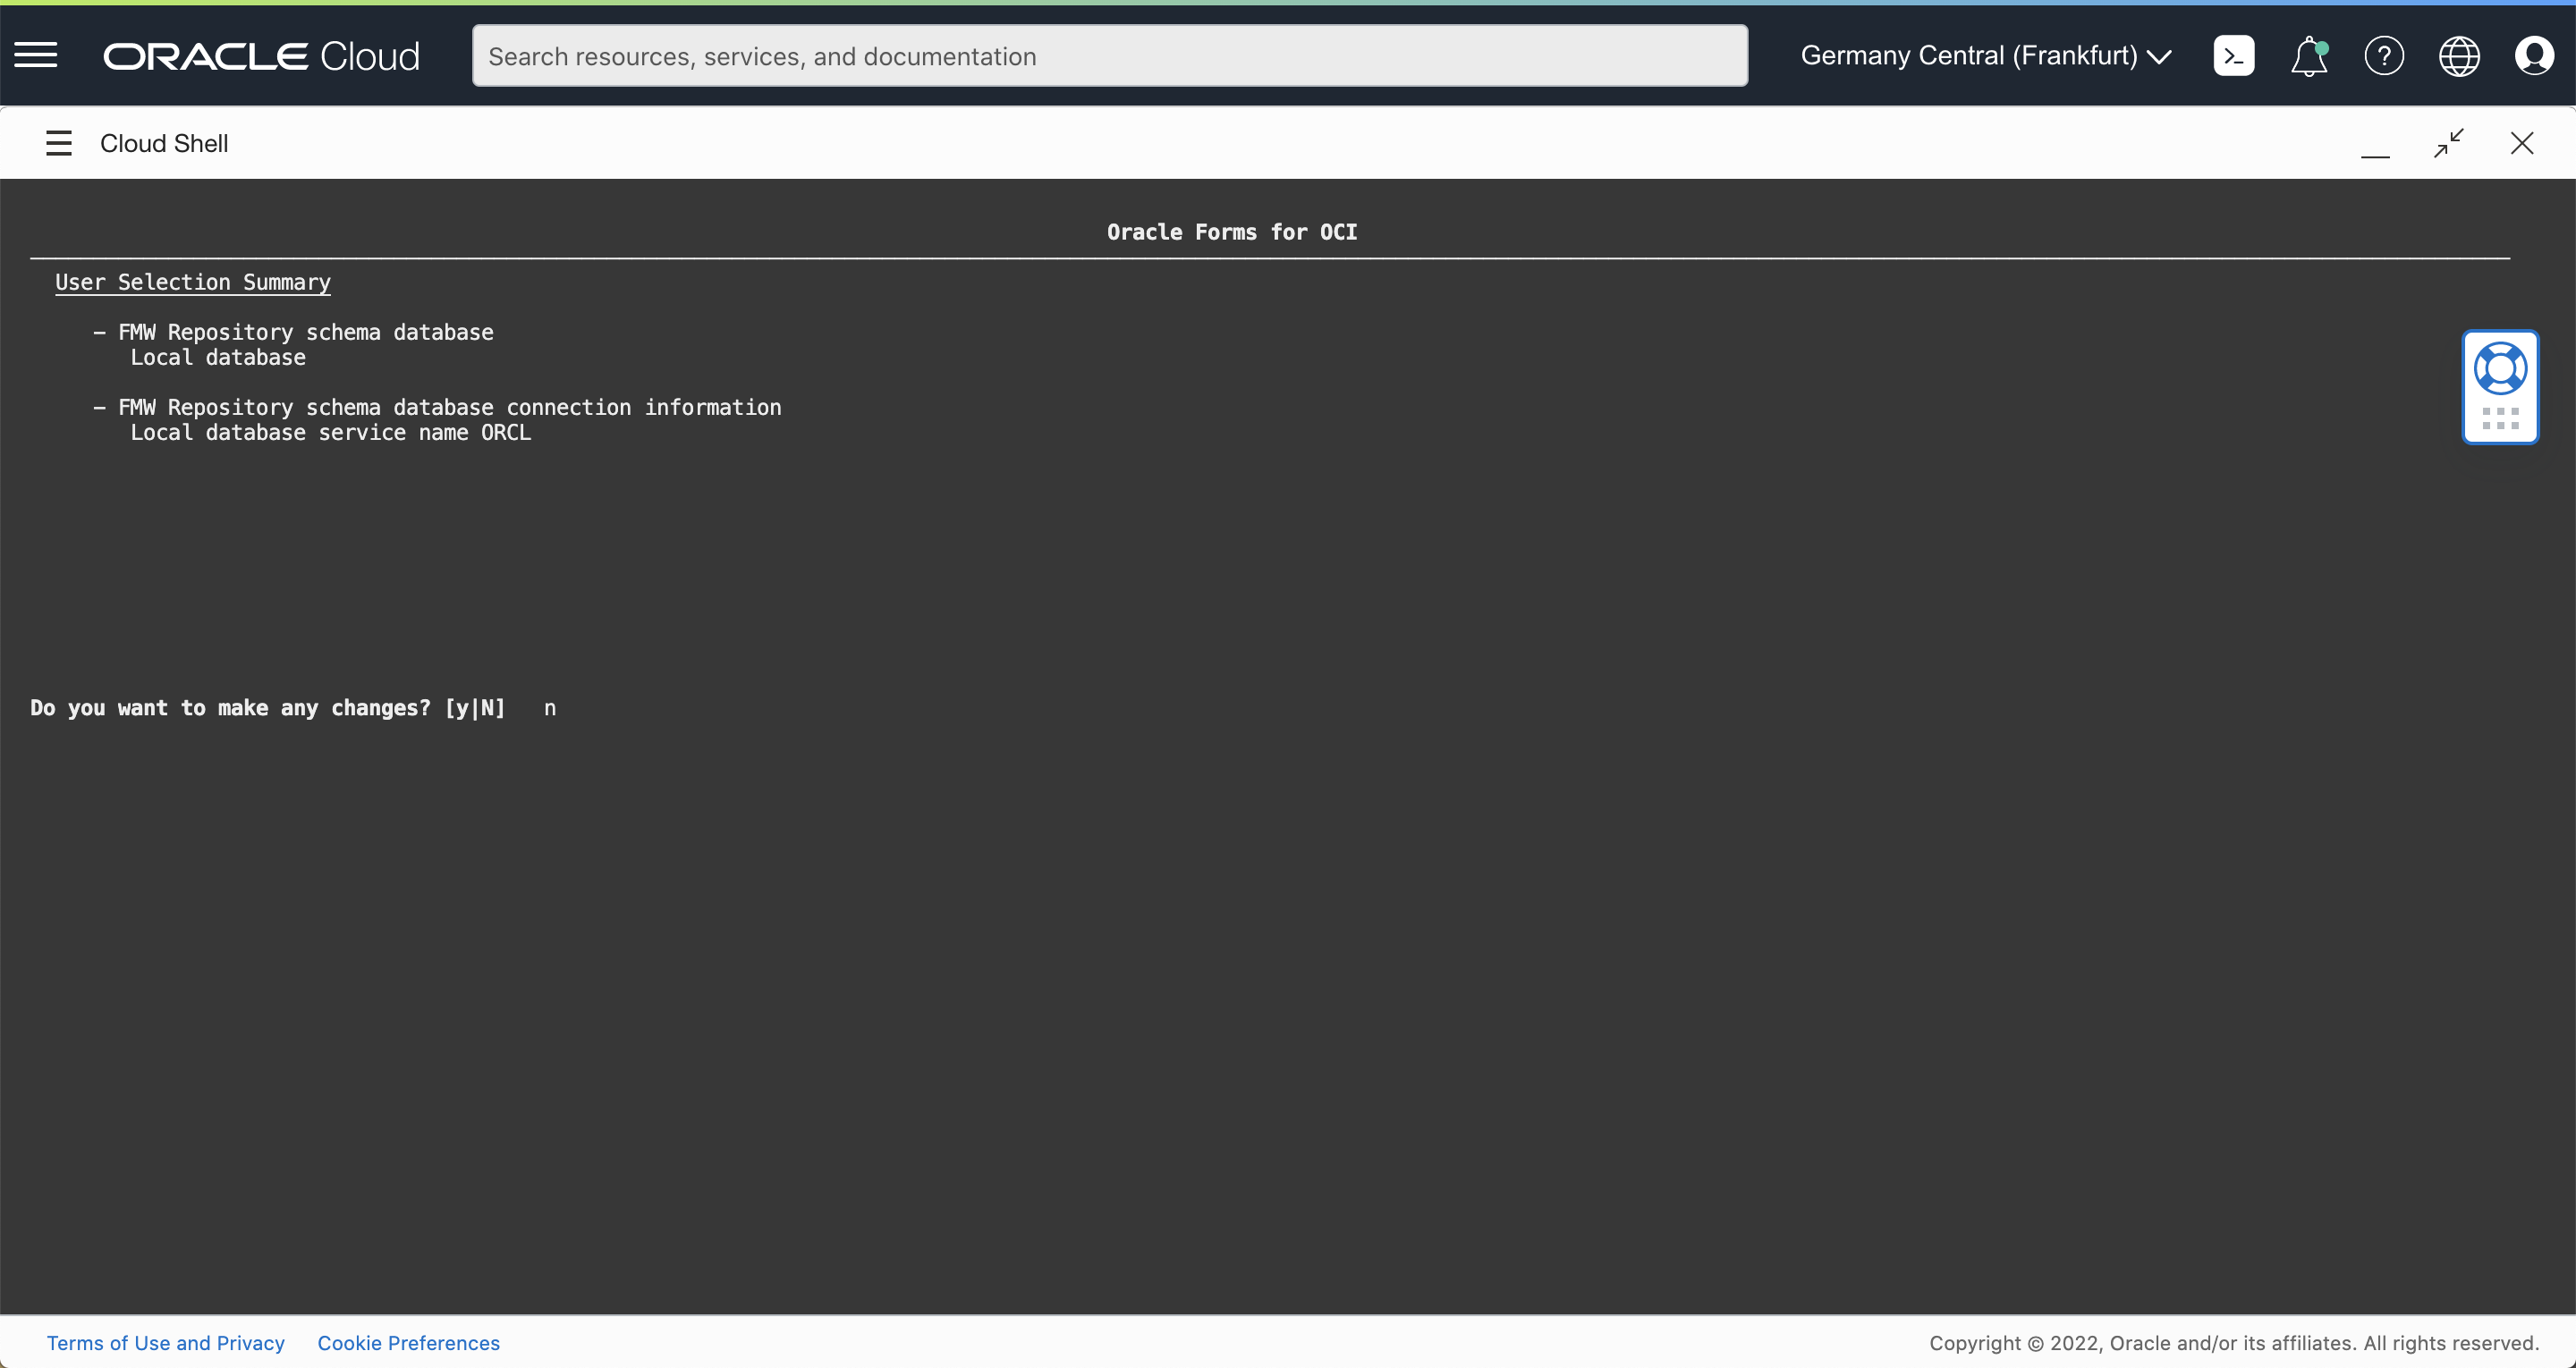 ORACLE Cloud
Search resources, services, and documentation
Germany Central (Frankfurt)
Cloud Shell
Oracle Forms for OCI
User Selection Summary
– FMW Repository schema database
Local database
– FMW Repository schema database connection information
Local database service name ORCL
Do you want to make any changes? [y|N] n
Terms of Use and Privacy Cookie Preferences Copyright © 2022, Oracle and/or its affiliates. All rights reserved.